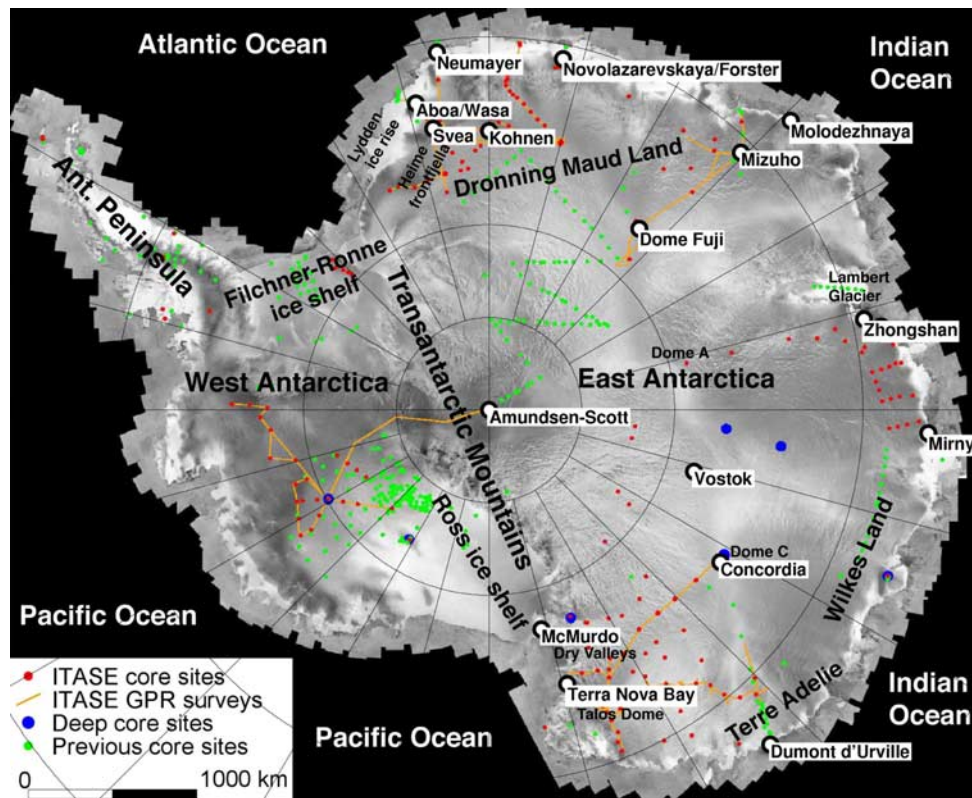 Atlantic Ocean
Indian
Ocean
Neumayer
Novolazarevskaya/Forster
Aboa/Wasa
Svea
Kohnen
Molodezhnaya
Mizuho
Lydden
ice rise
Heime
frontfjella
Dronning Maud Land
Ant. Peninsula
Dome Fuji
Filchner-Ronne
ice shelf
Transantarctic Mountains
Lambert
Glacier
Zhongshan
Dome A
West Antarctica
East Antarctica
Amundsen-Scott
Mirny
Vostok
Ross ice shelf
Dome C
Concordia
Wilkes Land
Pacific Ocean
McMurdo
Dry Valleys
Terra Nova Bay
Talos Dome
Terre Adelie
Indian
Ocean
Pacific Ocean
Dumont d'Urville
ITASE core sites
ITASE GPR surveys
Deep core sites
Previous core sites
0 1000 km